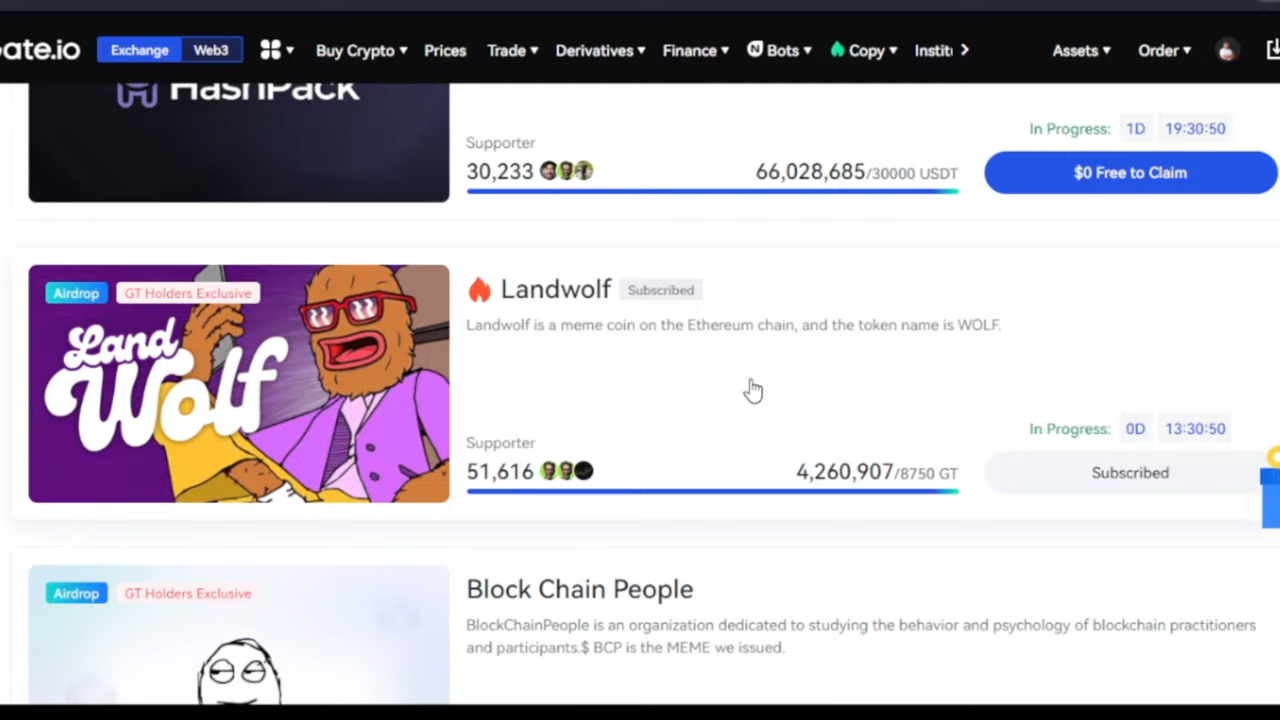 ate.io Exchange Web3 Buy Crypto Prices Trade Derivatives Finance Bots Copy Instit Assets Order
HashPack
In Progress: 1D 19:30:50
Supporter
30,233 66,028,685/30000 USDT
$0 Free to Claim
Airdrop GT Holders Exclusive
Land
Wolf
Landwolf Subscribed
Landwolf is a meme coin on the Ethereum chain, and the token name is WOLF.
In Progress: 0D 13:30:50
Supporter
51,616 4,260,907/8750 GT
Subscribed
Airdrop GT Holders Exclusive
Block Chain People
BlockChainPeople is an organization dedicated to studying the behavior and psychology of blockchain practitioners
and participants.$ BCP is the MEME we issued.